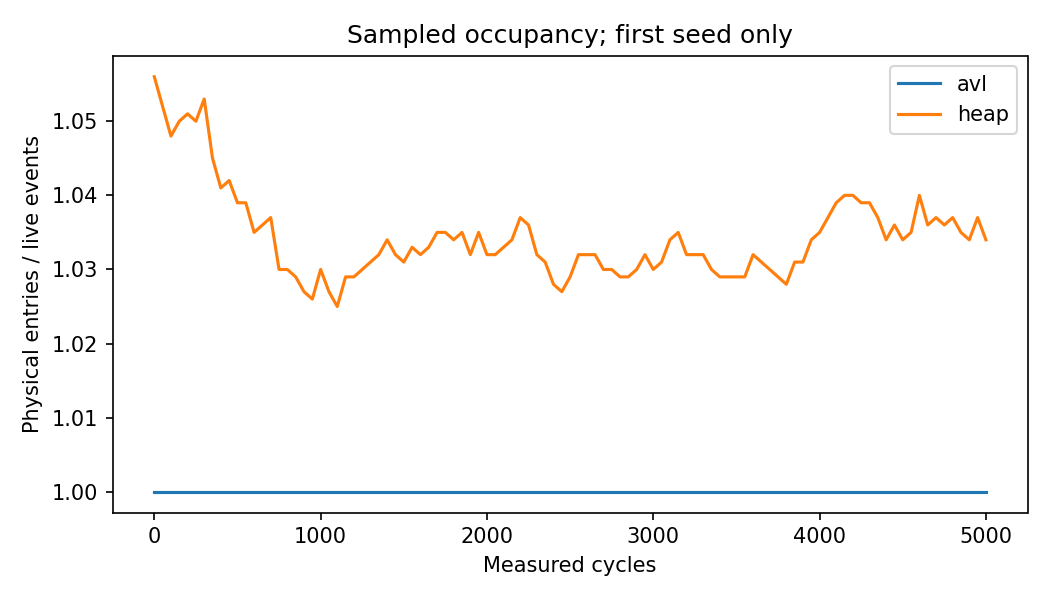 Sampled occupancy; first seed only
avl
heap
Physical entries / live events
1.05
1.04
1.03
1.02
1.01
1.00
0
1000
2000
3000
4000
5000
Measured cycles